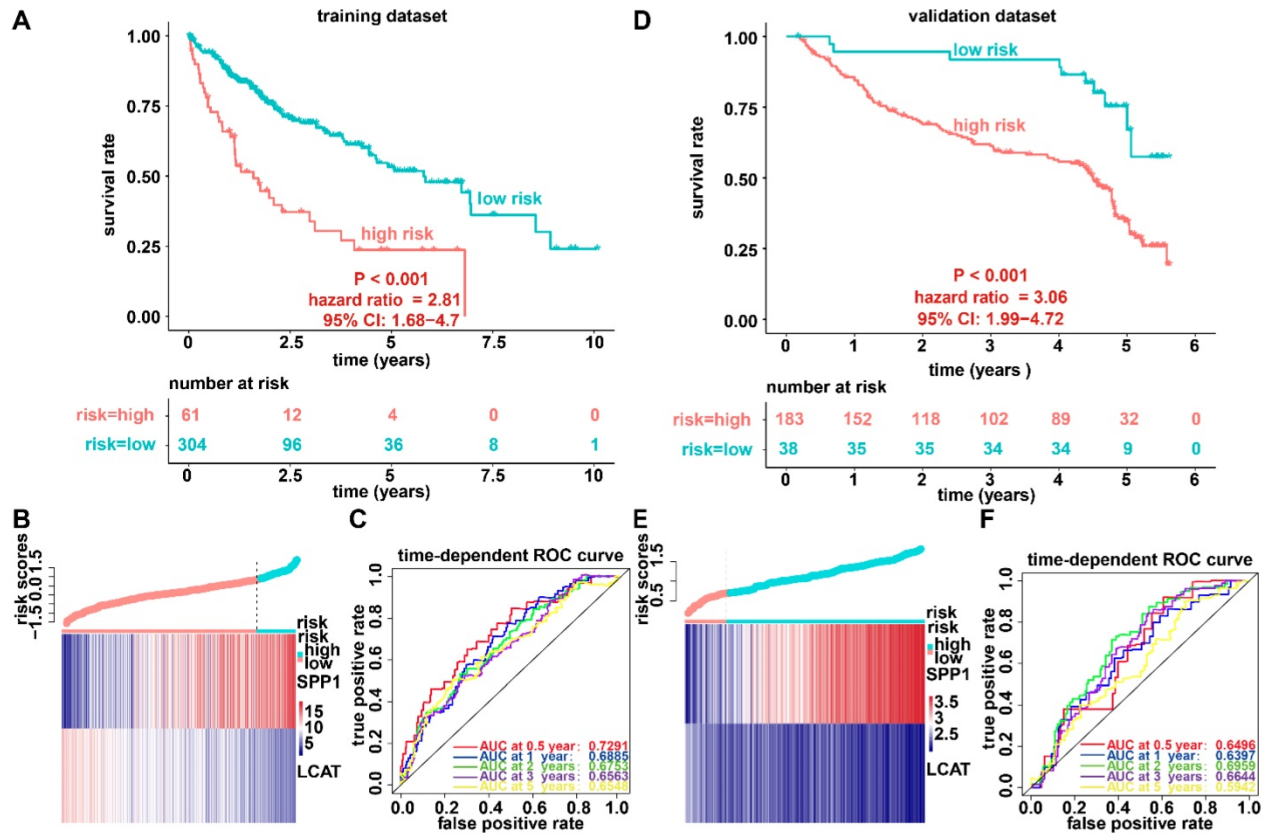 A
training dataset
1.00
0.75
0.50
0.25
0.00
survival rate
low risk
high risk
P < 0.001
hazard ratio = 2.81
95% CI: 1.68−4.7
0 2.5 5 7.5 10
time (years)
number at risk
risk=high 61 12 4 0 0
risk=low 304 96 36 8 1
0 2.5 5 7.5 10
time (years)
D
validation dataset
1.00
0.75
0.50
0.25
0.00
survival rate
low risk
high risk
P < 0.001
hazard ratio = 3.06
95% CI: 1.99−4.72
0 1 2 3 4 5 6
time (years )
number at risk
risk=high 183 152 118 102 89 32 0
risk=low 38 35 35 34 34 9 0
0 1 2 3 4 5 6
time (years)
B
risk scores
−1.5 0.0 1.5
risk
risk
high
low
SPP1
15
10
5
LCAT
C
time-dependent ROC curve
true positive rate
0.0 0.2 0.4 0.6 0.8 1.0
AUC at 0.5 year: 0.7291
AUC at 1 year: 0.6885
AUC at 2 years: 0.6753
AUC at 3 years: 0.6563
AUC at 5 years: 0.6548
0.0 0.2 0.4 0.6 0.8 1.0
false positive rate
E
risk scores
0.5 1.5
risk
risk
high
low
SPP1
3.5
3
2.5
LCAT
F
time-dependent ROC curve
true positive rate
0.0 0.2 0.4 0.6 0.8 1.0
AUC at 0.5 year: 0.6496
AUC at 1 year: 0.6397
AUC at 2 years: 0.6959
AUC at 3 years: 0.6644
AUC at 5 years: 0.5942
0.0 0.2 0.4 0.6 0.8 1.0
false positive rate